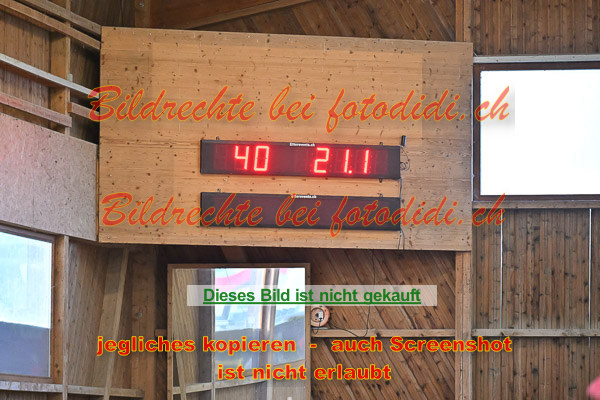 Bildrechte bei fotodidi.ch
40 21.1
Bildrechte bei fotodidi.ch
Dieses Bild ist nicht gekauft
jegliches kopieren - auch Screenshot
ist nicht erlaubt